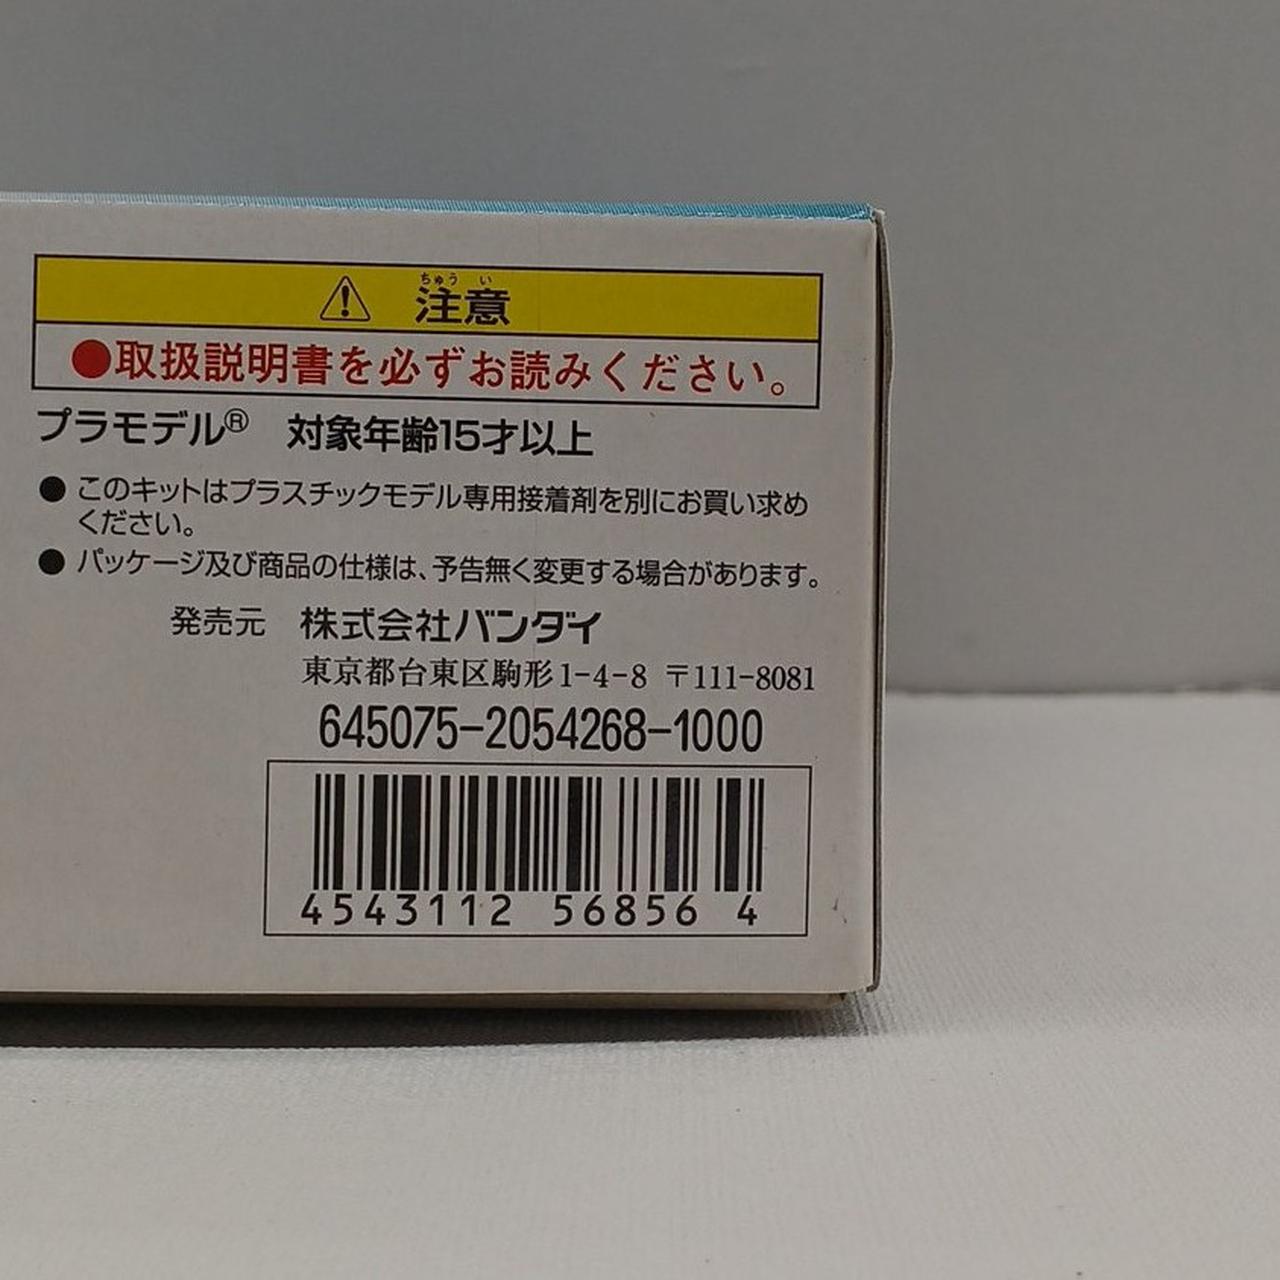 ちゅう い
⚠ 注意
●取扱説明書を必ずお読みください。
プラモデル® 対象年齢15才以上
● このキットはプラスチックモデル専用接着剤を別にお買い求め
ください。
● パッケージ及び商品の仕様は、予告無く変更する場合があります。
発売元 株式会社バンダイ
東京都台東区駒形1-4-8 〒111-8081
645075-2054268-1000
4543112 56856 4